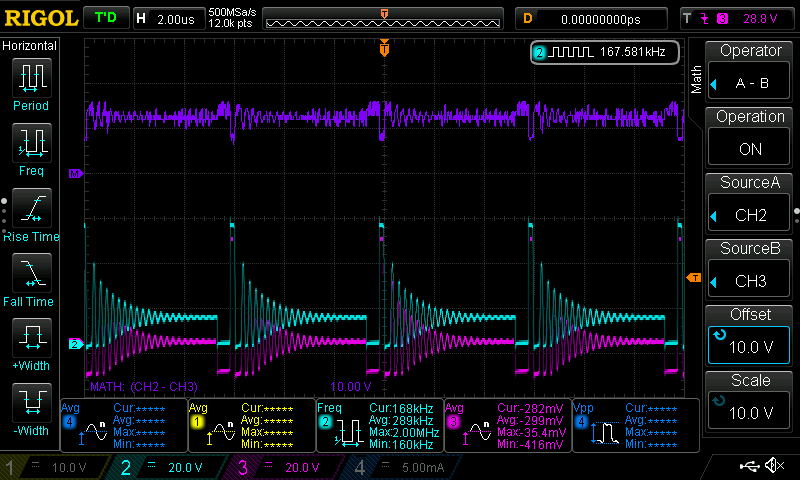 RIGOL T'D H 2.00us 500MSa/s 12.0k pts T D 0.00000000ps T 3 28.8 V
Horizontal
Period
Freq
Rise Time
Fall Time
+Width
-Width
T
2 167.581kHz
M
T
2
MATH: (CH2 - CH3) 10.00 V
Math
Operator
A - B
Operation
ON
SourceA
CH2
SourceB
CH3
Offset
10.0 V
Scale
10.0 V
Avg
4
Cur:*****
Avg:*****
Max:*****
Min:*****
Avg
1
Cur:*****
Avg:*****
Max:*****
Min:*****
Freq
2
Cur:168kHz
Avg:289kHz
Max:2.00MHz
Min:160kHz
Avg
3
Cur:-282mV
Avg:-299mV
Max:-35.4mV
Min:-416mV
Vpp
4
Cur:*****
Avg:*****
Max:*****
Min:*****
1 10.0 V 2 20.0 V 3 20.0 V 4 5.00mA